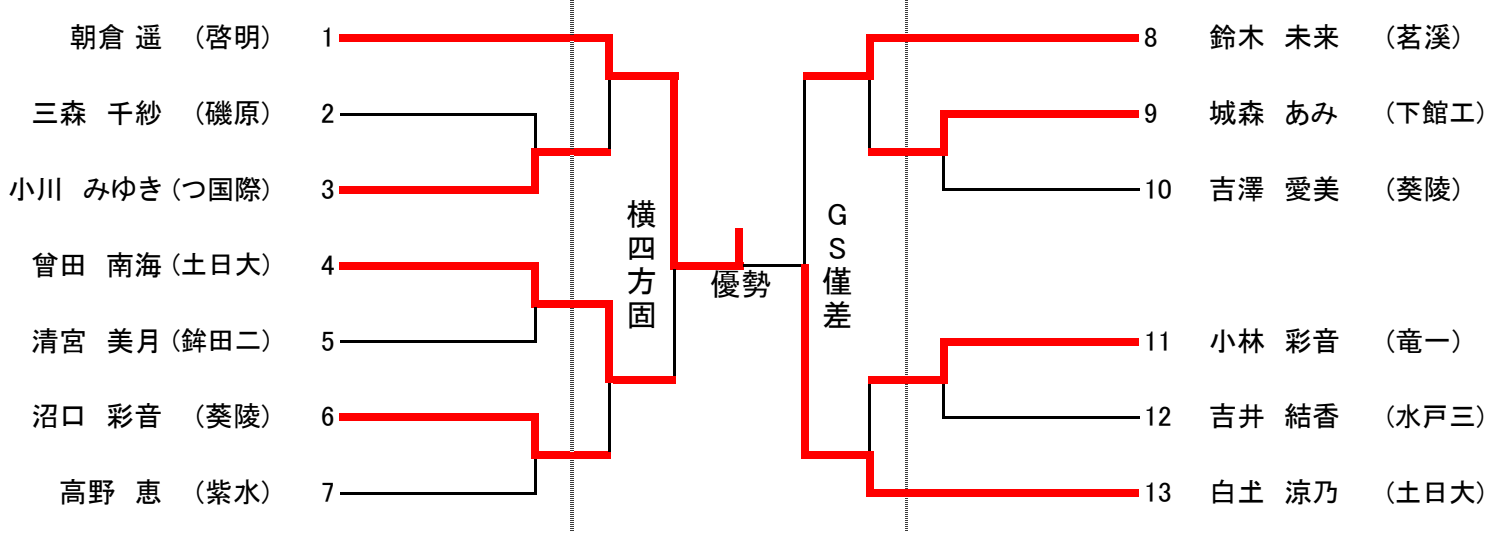 朝倉 遥 (啓明) 1
三森 千紗 (磯原) 2
小川 みゆき (つ国際) 3
曾田 南海 (土日大) 4
清宮 美月 (鉾田二) 5
沼口 彩音 (葵陵) 6
高野 恵 (紫水) 7
横四方固
優勢
GS僅差
8 鈴木 未来 (茗溪)
9 城森 あみ (下館工)
10 吉澤 愛美 (葵陵)
11 小林 彩音 (竜一)
12 吉井 結香 (水戸三)
13 白圡 涼乃 (土日大)